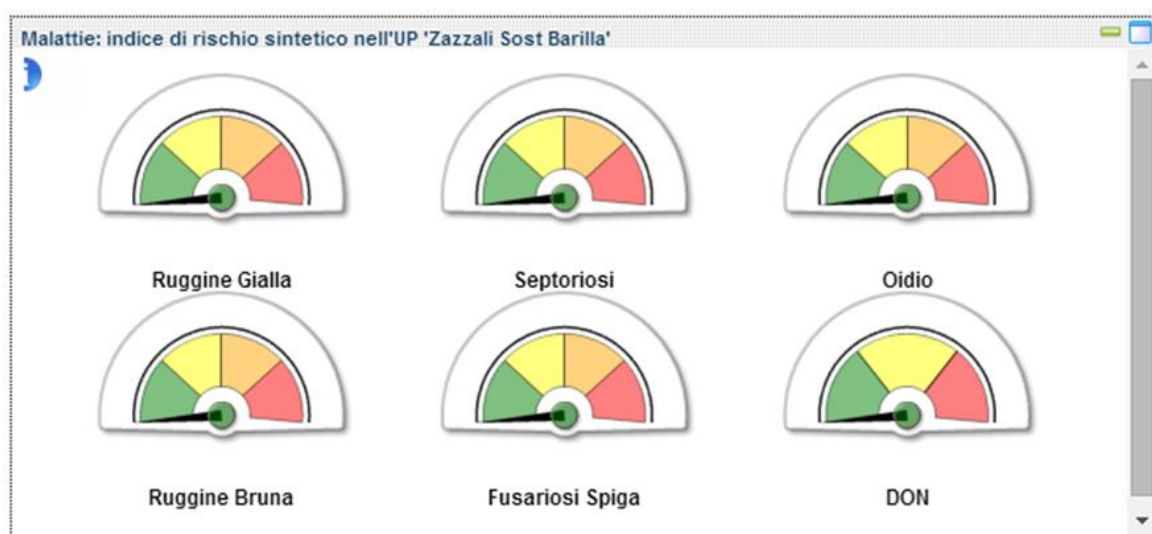 Malattie: indice di rischio sintetico nell'UP 'Zazzali Sost Barilla'
Ruggine Gialla
Septoriosi
Oidio
Ruggine Bruna
Fusariosi Spiga
DON